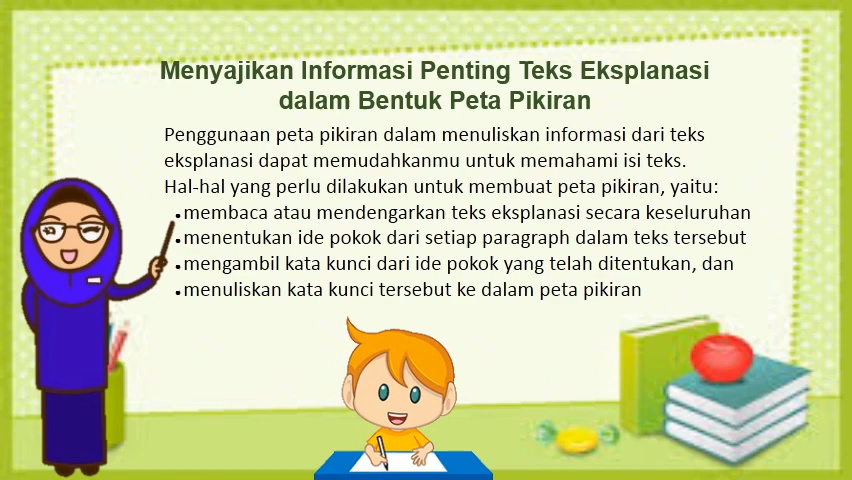 Menyajikan Informasi Penting Teks Eksplanasi
dalam Bentuk Peta Pikiran
Penggunaan peta pikiran dalam menuliskan informasi dari teks
eksplanasi dapat memudahkanmu untuk memahami isi teks.
Hal-hal yang perlu dilakukan untuk membuat peta pikiran, yaitu:
•membaca atau mendengarkan teks eksplanasi secara keseluruhan
•menentukan ide pokok dari setiap paragraph dalam teks tersebut
•mengambil kata kunci dari ide pokok yang telah ditentukan, dan
•menuliskan kata kunci tersebut ke dalam peta pikiran